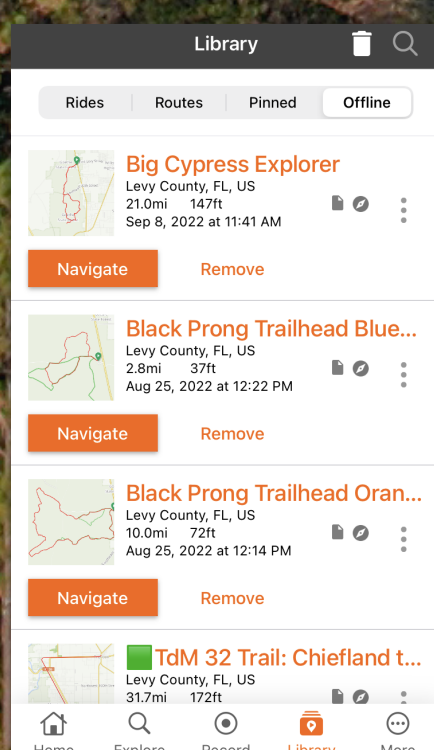 Library
Rides Routes Pinned Offline
Big Cypress Explorer
Levy County, FL, US
21.0mi 147ft
Sep 8, 2022 at 11:41 AM
Navigate Remove
Black Prong Trailhead Blue...
Levy County, FL, US
2.8mi 37ft
Aug 25, 2022 at 12:22 PM
Navigate Remove
Black Prong Trailhead Oran...
Levy County, FL, US
10.0mi 72ft
Aug 25, 2022 at 12:14 PM
Navigate Remove
TdM 32 Trail: Chiefland t...
Levy County, FL, US
31.7mi 172ft
Home Explore Record Library More